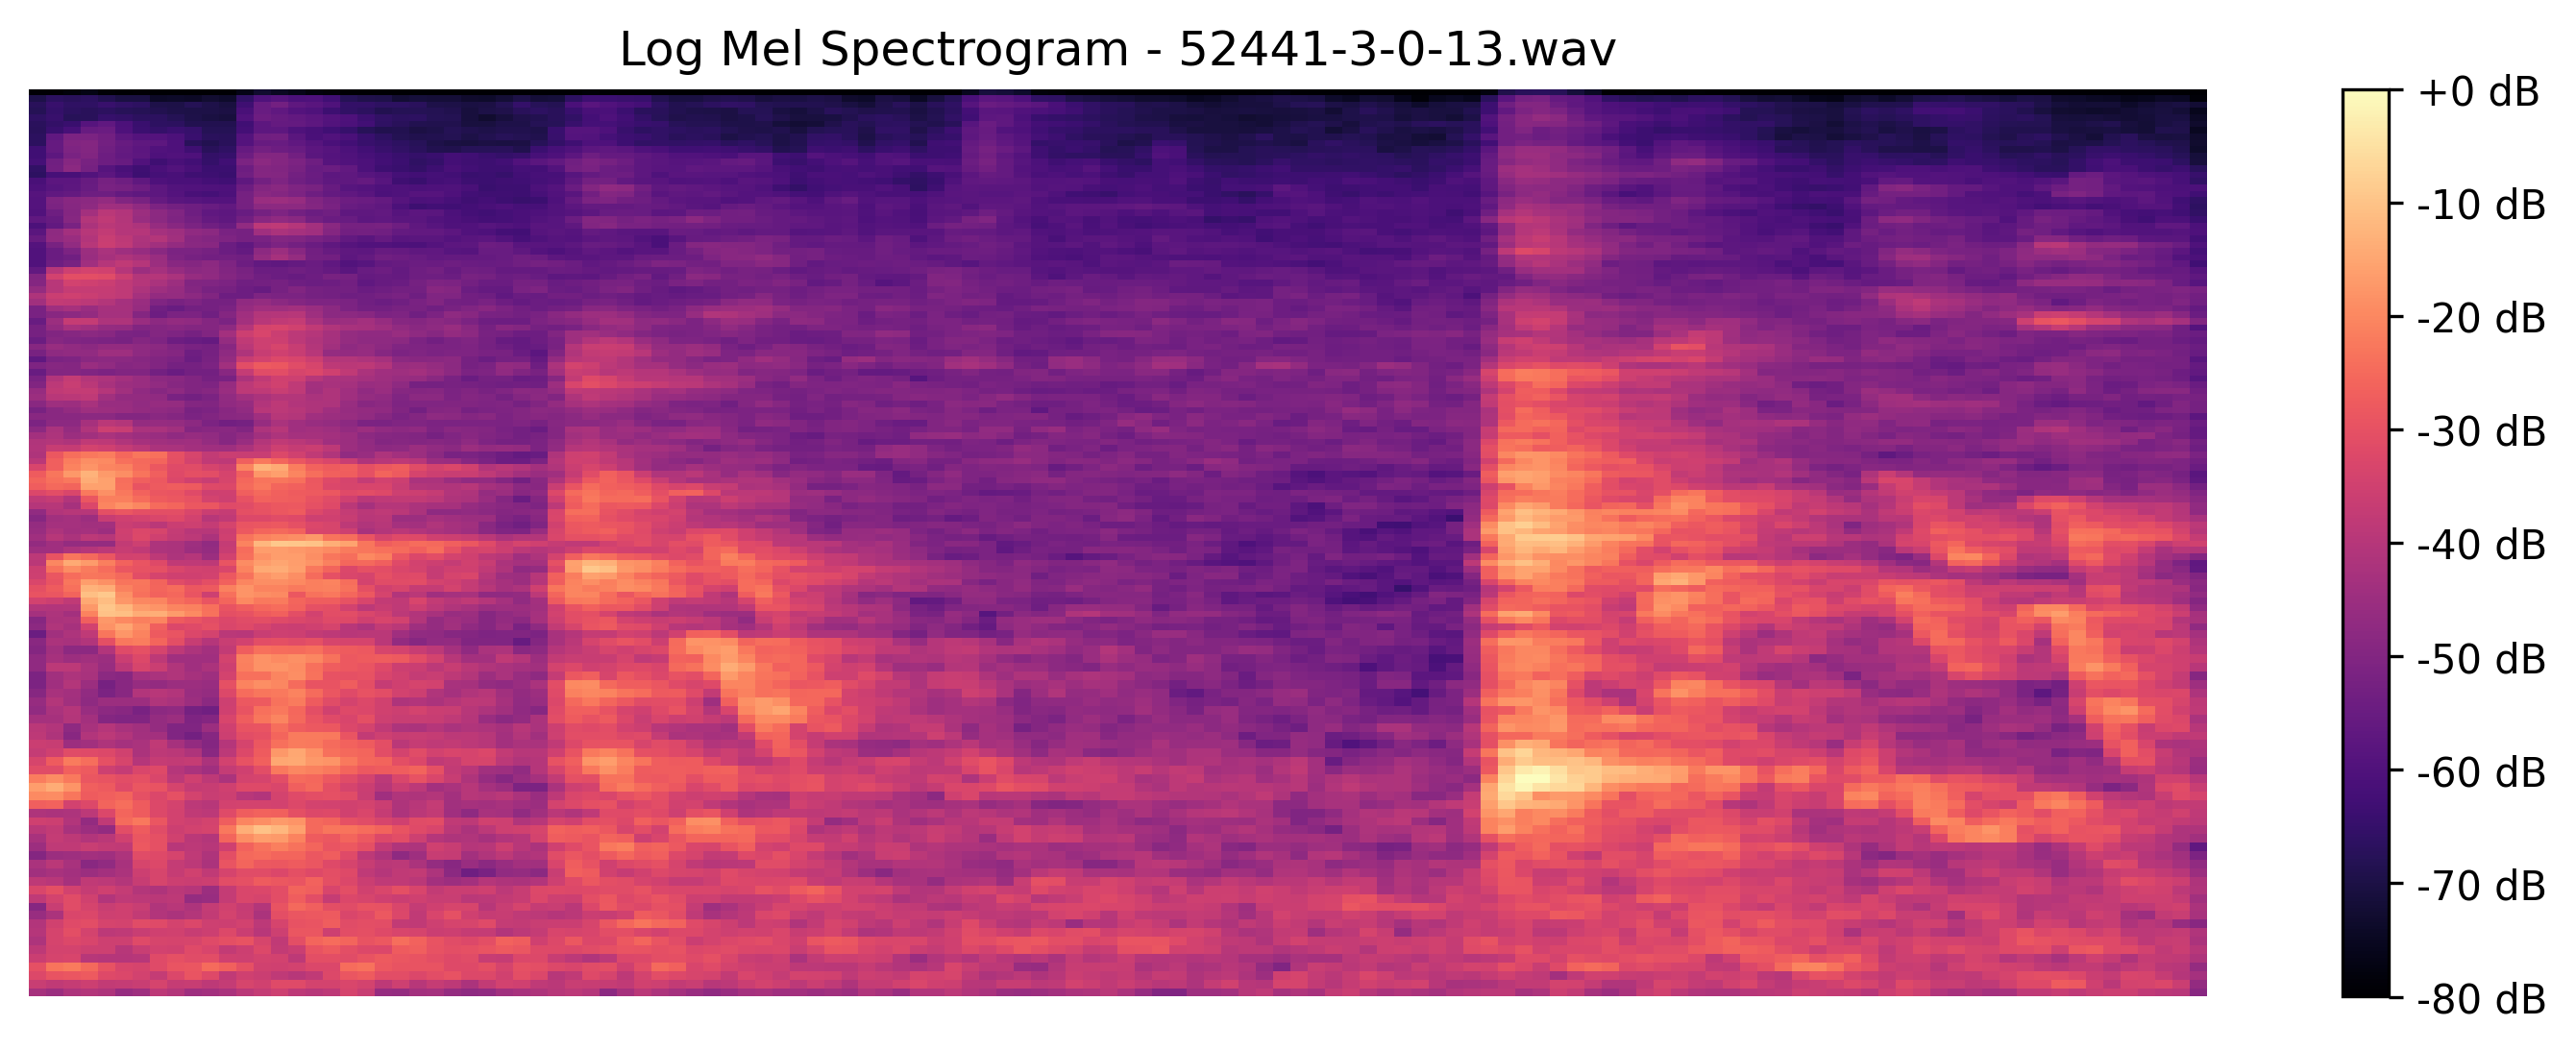 Log Mel Spectrogram - 52441-3-0-13.wav
+0 dB
-10 dB
-20 dB
-30 dB
-40 dB
-50 dB
-60 dB
-70 dB
-80 dB